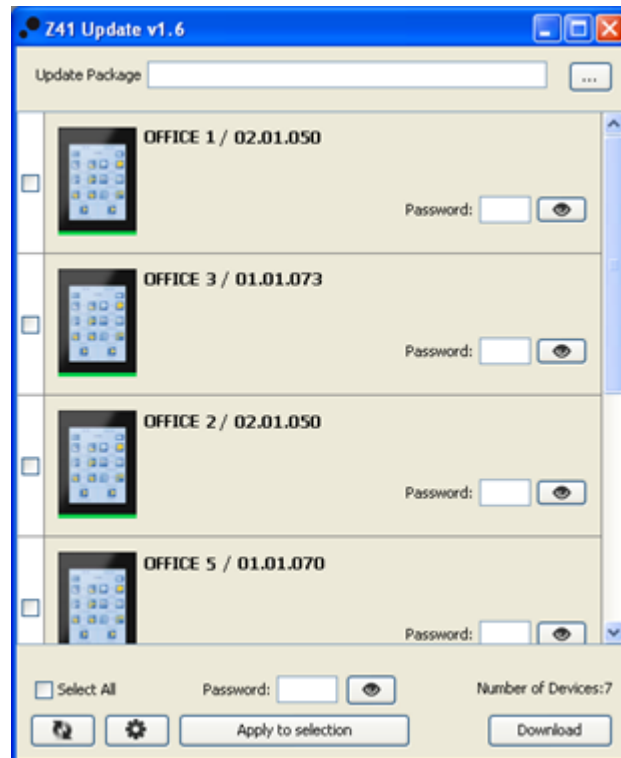 Z41 Update v1.6
Update Package
...
OFFICE 1 / 02.01.050
Password:
OFFICE 3 / 01.01.073
Password:
OFFICE 2 / 02.01.050
Password:
OFFICE 5 / 01.01.070
Password:
Select All Password: Number of Devices:7
Apply to selection Download